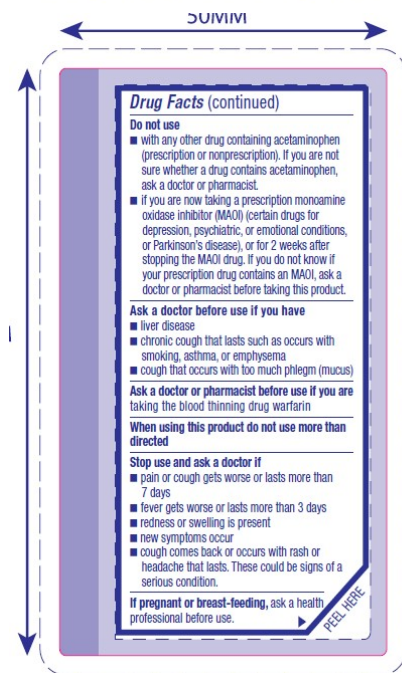 50MM
Drug Facts (continued)
Do not use
■ with any other drug containing acetaminophen
(prescription or nonprescription). If you are not
sure whether a drug contains acetaminophen,
ask a doctor or pharmacist.
■ if you are now taking a prescription monoamine
oxidase inhibitor (MAOI) (certain drugs for
depression, psychiatric, or emotional conditions,
or Parkinson's disease), or for 2 weeks after
stopping the MAOI drug. If you do not know if
your prescription drug contains an MAOI, ask a
doctor or pharmacist before taking this product.
Ask a doctor before use if you have
■ liver disease
■ chronic cough that lasts such as occurs with
smoking, asthma, or emphysema
■ cough that occurs with too much phlegm (mucus)
Ask a doctor or pharmacist before use if you are
taking the blood thinning drug warfarin
When using this product do not use more than
directed
Stop use and ask a doctor if
■ pain or cough gets worse or lasts more than
7 days
■ fever gets worse or lasts more than 3 days
■ redness or swelling is present
■ new symptoms occur
■ cough comes back or occurs with rash or
headache that lasts. These could be signs of a
serious condition.
If pregnant or breast-feeding, ask a health
professional before use.
PEEL HERE